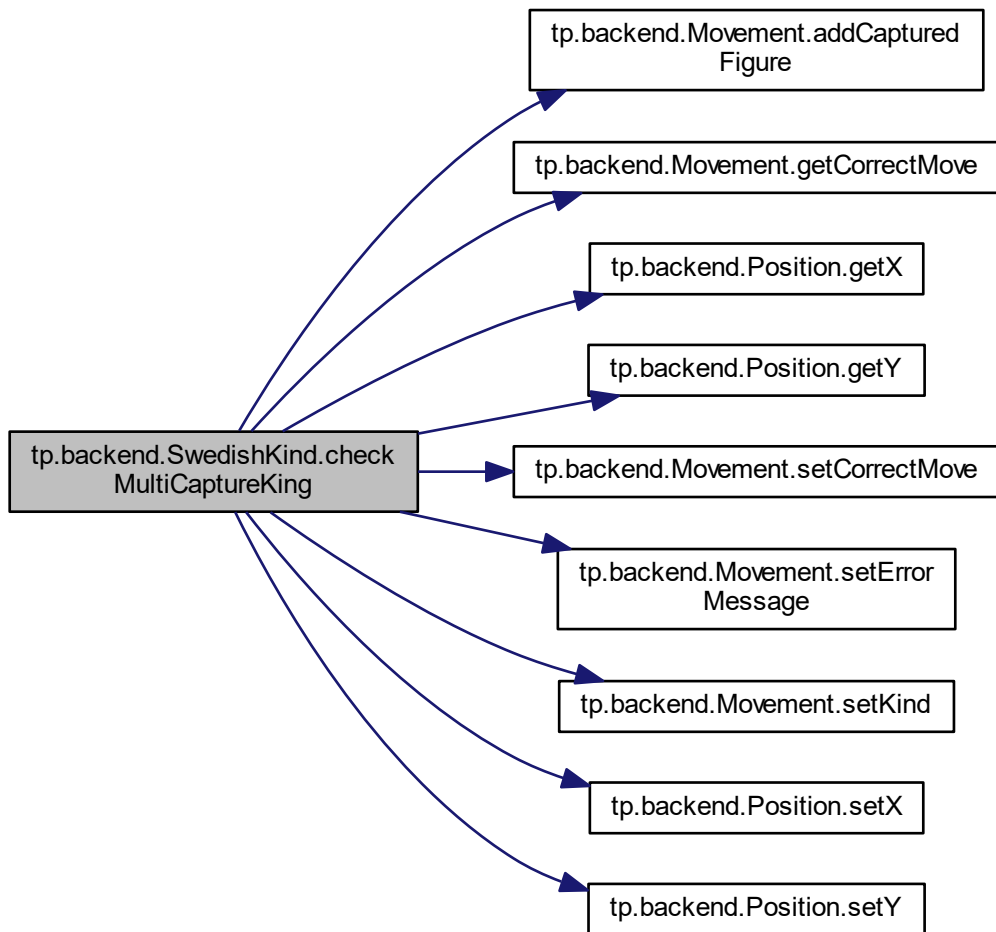 tp.backend.Movement.addCaptured
Figure
tp.backend.Movement.getCorrectMove
tp.backend.Position.getX
tp.backend.Position.getY
tp.backend.SwedishKind.check
MultiCaptureKing
tp.backend.Movement.setCorrectMove
tp.backend.Movement.setError
Message
tp.backend.Movement.setKind
tp.backend.Position.setX
tp.backend.Position.setY